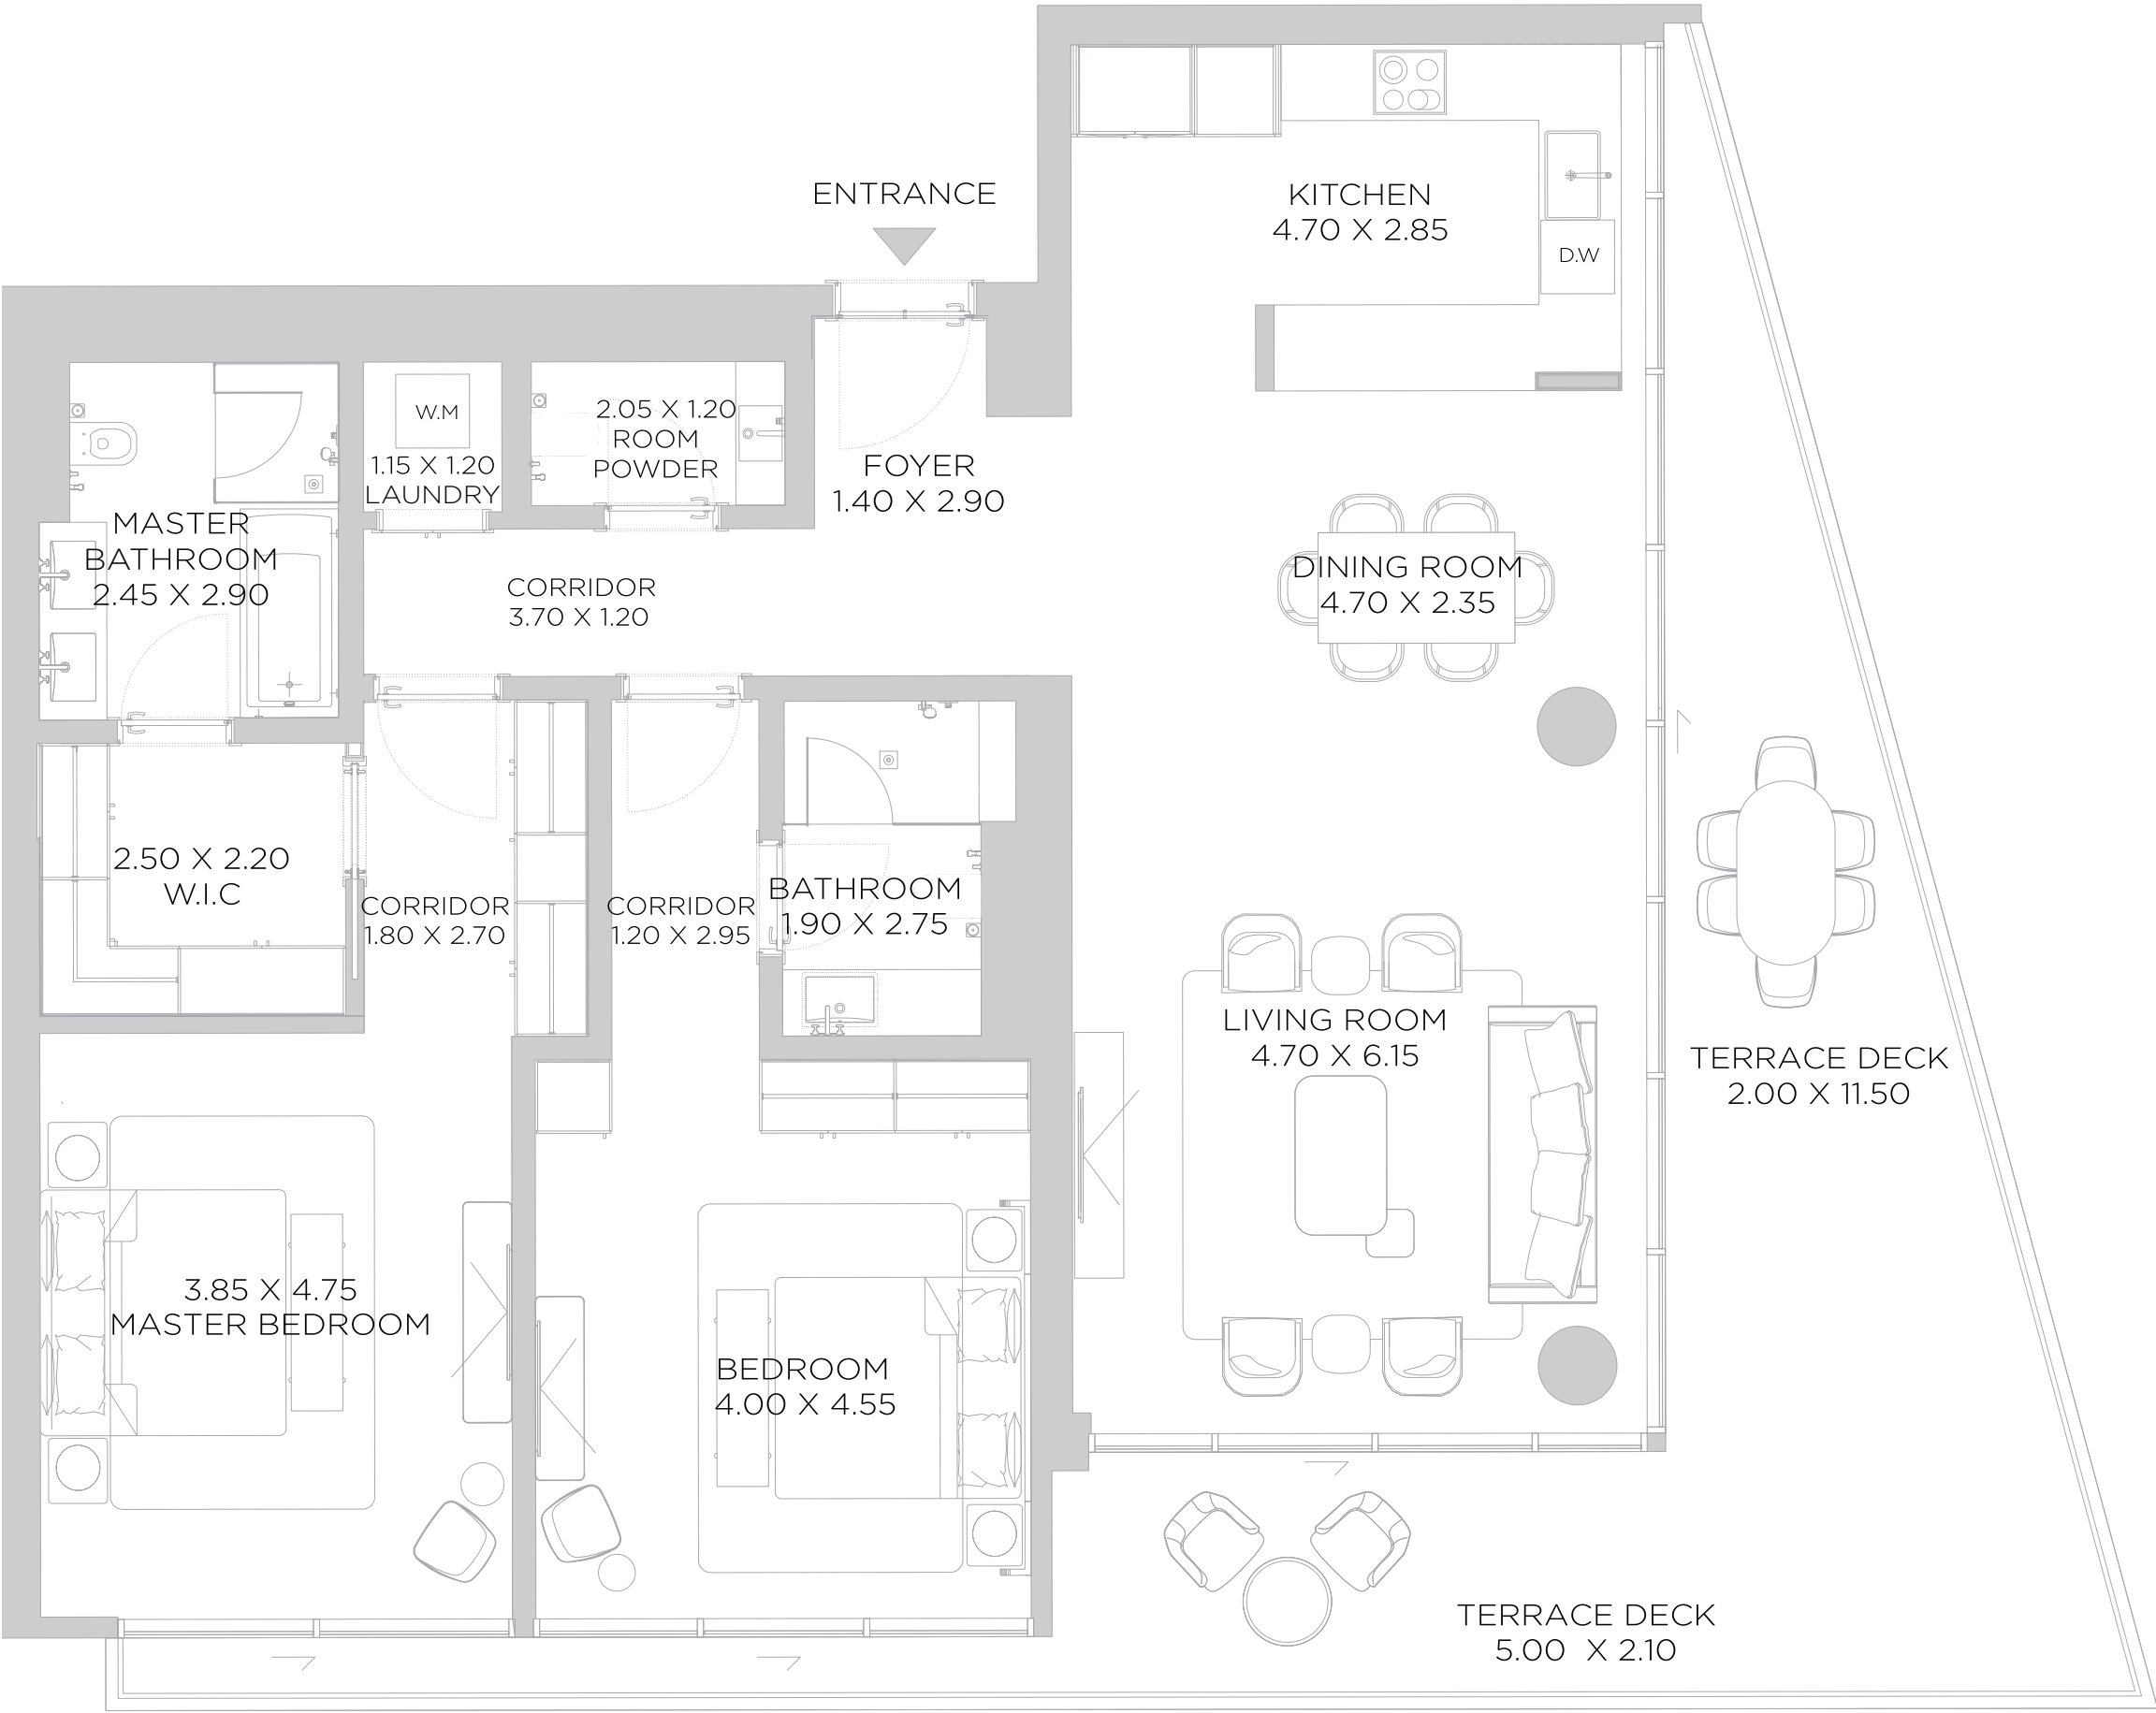 ENTRANCE
KITCHEN
4.70 X 2.85
D.W
W.M
1.15 X 1.20
LAUNDRY
2.05 X 1.20
ROOM
POWDER
FOYER
1.40 X 2.90
MASTER
BATHROOM
2.45 X 2.90
CORRIDOR
3.70 X 1.20
DINING ROOM
4.70 X 2.35
2.50 X 2.20
W.I.C
CORRIDOR
1.80 X 2.70
CORRIDOR
1.20 X 2.95
BATHROOM
1.90 X 2.75
LIVING ROOM
4.70 X 6.15
TERRACE DECK
2.00 X 11.50
3.85 X 4.75
MASTER BEDROOM
BEDROOM
4.00 X 4.55
TERRACE DECK
5.00 X 2.10